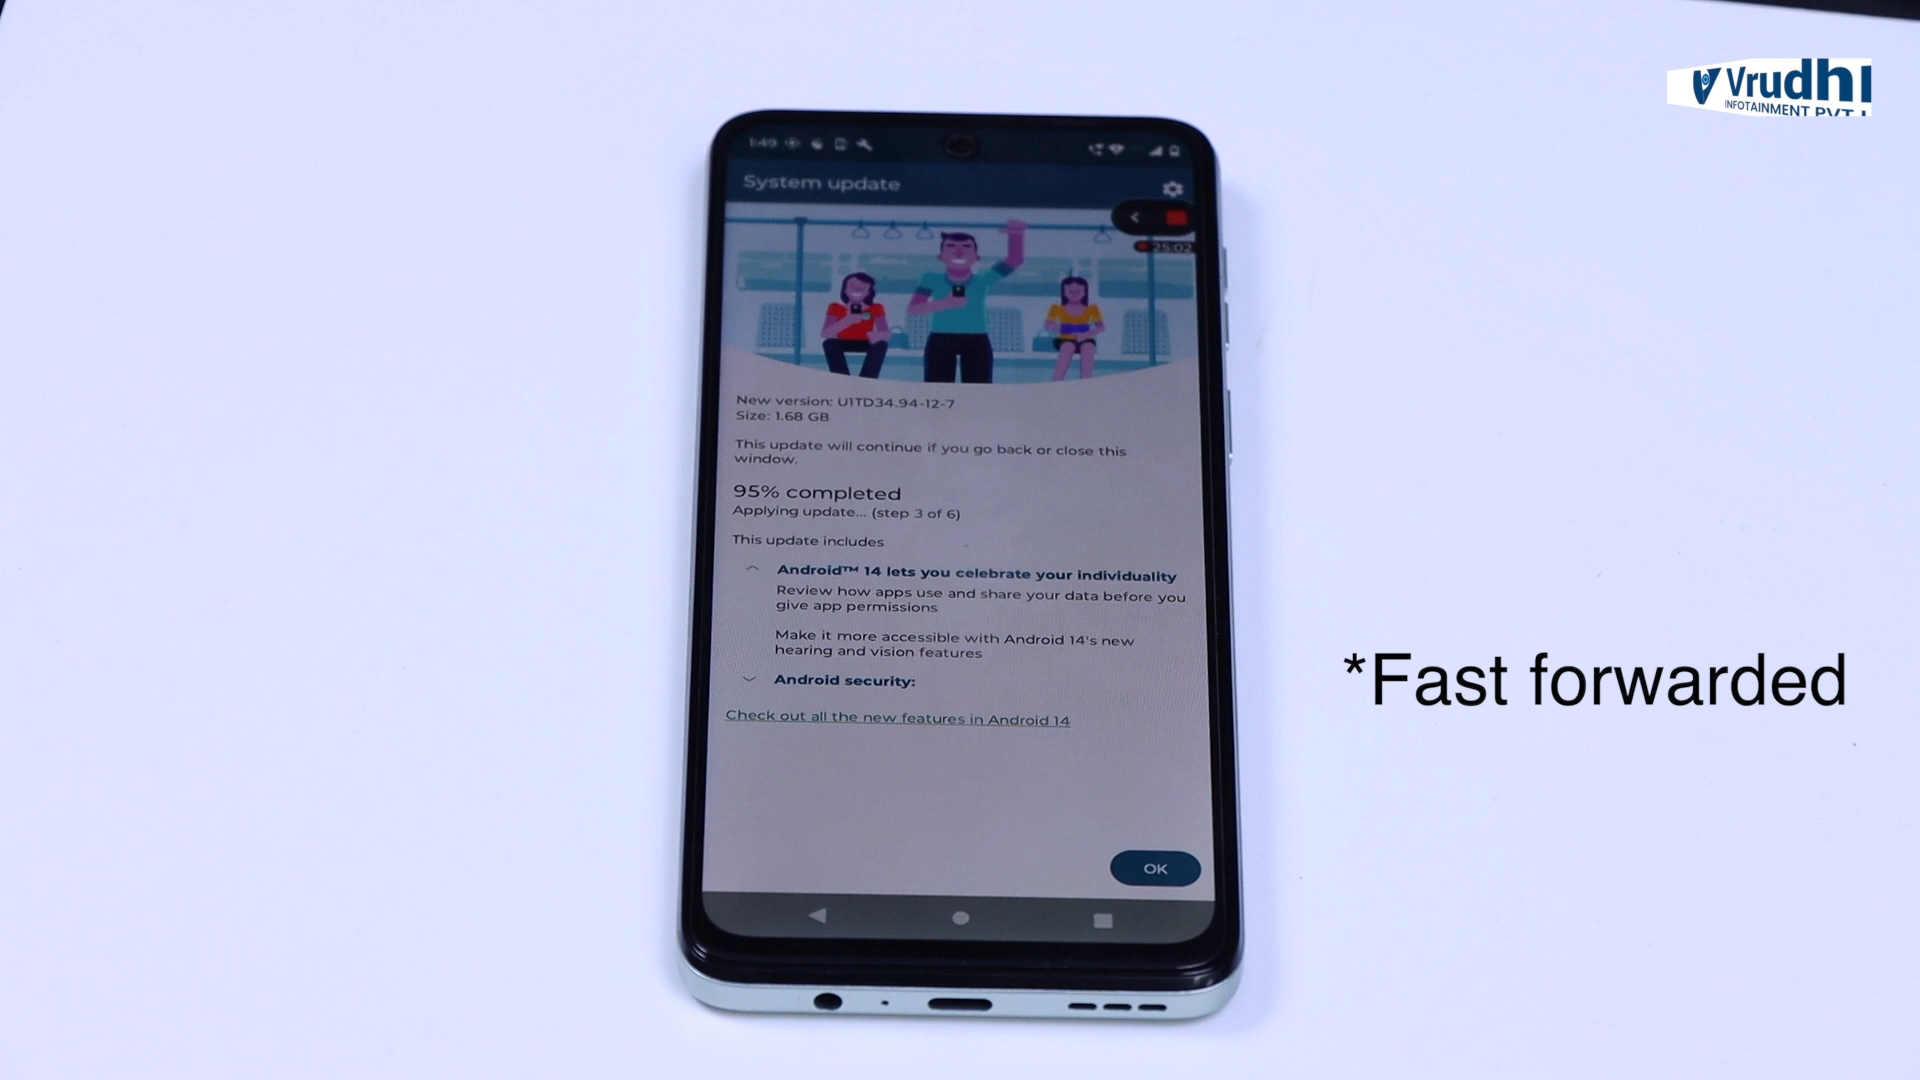 Vrudhi
INFOTAINMENT PVT
1:49
System update
25:02
New version: U1TD34.94-12-7
Size: 1.68 GB
This update will continue if you go back or close this
window.
95% completed
Applying update... (step 3 of 6)
This update includes
Android™ 14 lets you celebrate your individuality
Review how apps use and share your data before you
give app permissions
Make it more accessible with Android 14's new
hearing and vision features
Android security:
Check out all the new features in Android 14
OK
*Fast forwarded